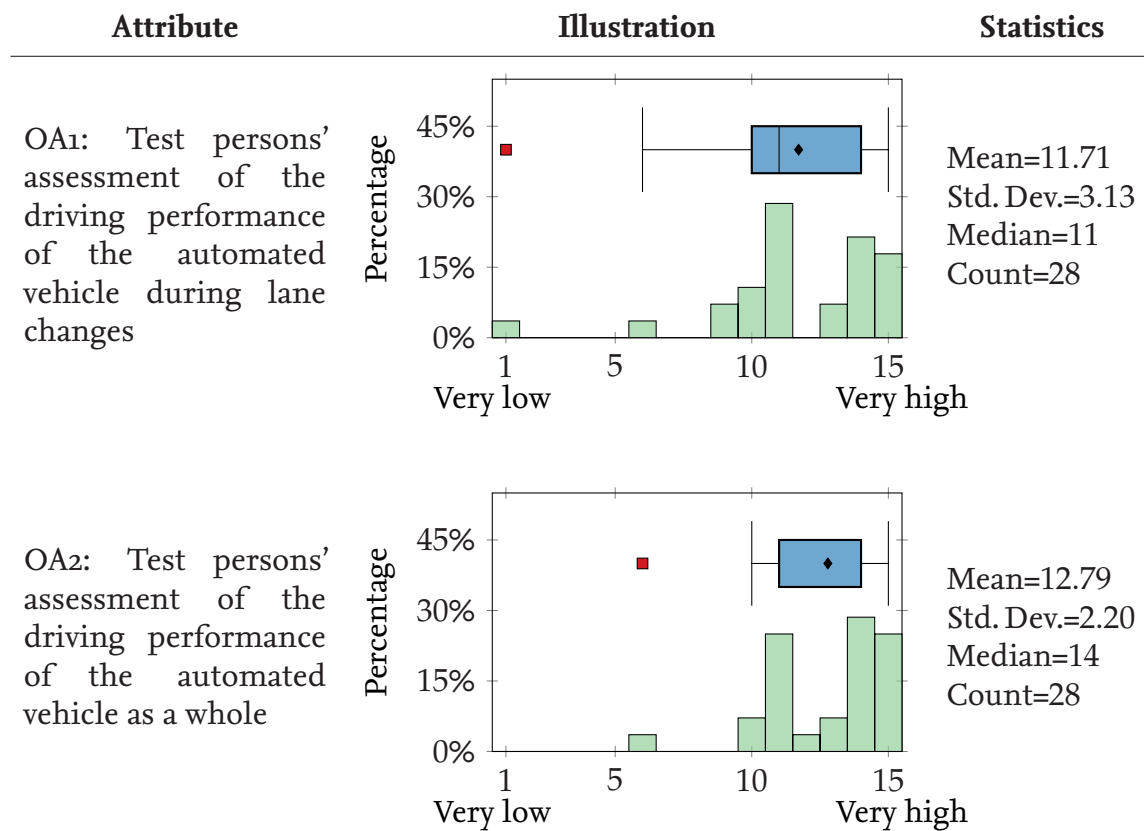 Attribute Illustration Statistics
OA1: Test persons'
assessment of the
driving performance
of the automated
vehicle during lane
changes
Percentage
45%
30%
15%
0%
1 5 10 15
Very low Very high
Mean=11.71
Std. Dev.=3.13
Median=11
Count=28
OA2: Test persons'
assessment of the
driving performance
of the automated
vehicle as a whole
Percentage
45%
30%
15%
0%
1 5 10 15
Very low Very high
Mean=12.79
Std. Dev.=2.20
Median=14
Count=28